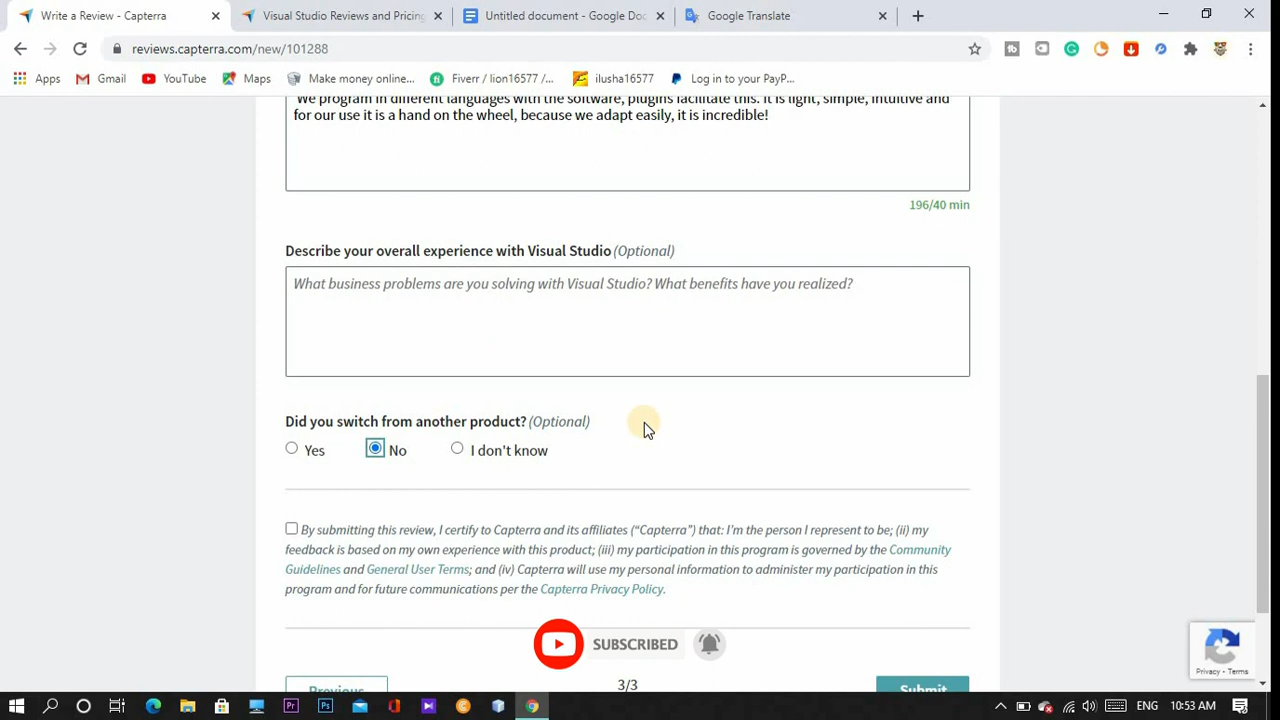 Write a Review - Capterra
Visual Studio Reviews and Pricing
Untitled document - Google Doc
Google Translate
reviews.capterra.com/new/101288
Apps
Gmail
YouTube
Maps
Make money online...
Fiverr / lion16577 /...
ilusha16577
Log in to your PayP...
We program in different languages with the software, plugins facilitate this. It is light, simple, intuitive and
for our use it is a hand on the wheel, because we adapt easily, it is incredible!
196/40 min
Describe your overall experience with Visual Studio (Optional)
What business problems are you solving with Visual Studio? What benefits have you realized?
Did you switch from another product? (Optional)
Yes
No
I don't know
By submitting this review, I certify to Capterra and its affiliates (“Capterra”) that: I’m the person I represent to be; (ii) my
feedback is based on my own experience with this product; (iii) my participation in this program is governed by the Community
Guidelines and General User Terms; and (iv) Capterra will use my personal information to administer my participation in this
program and for future communications per the Capterra Privacy Policy.
SUBSCRIBED
Previous
3/3
Submit
Privacy - Terms
Pr
Ps
ENG
10:53 AM